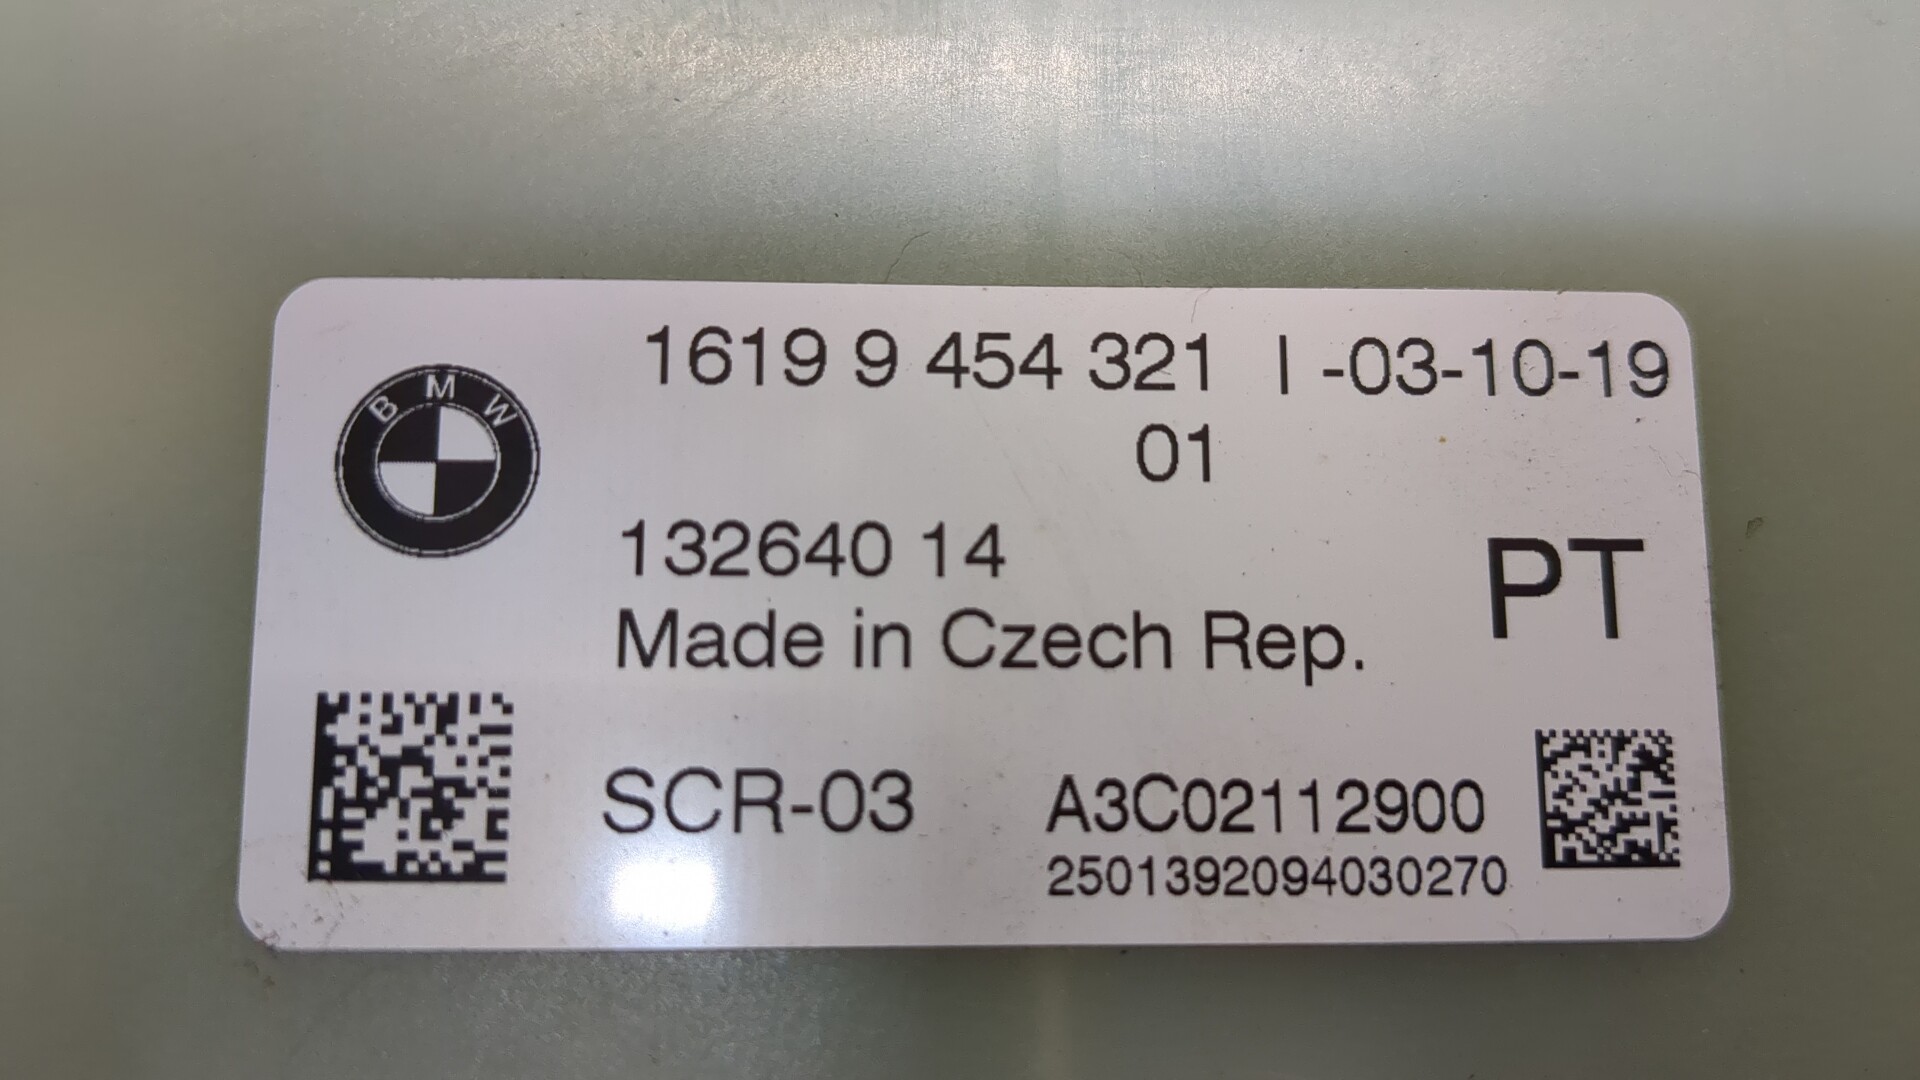 B M W
1619 9 454 321 I -03-10-19
01
132640 14
Made in Czech Rep.
PT
SCR-03
A3C02112900
2501392094030270